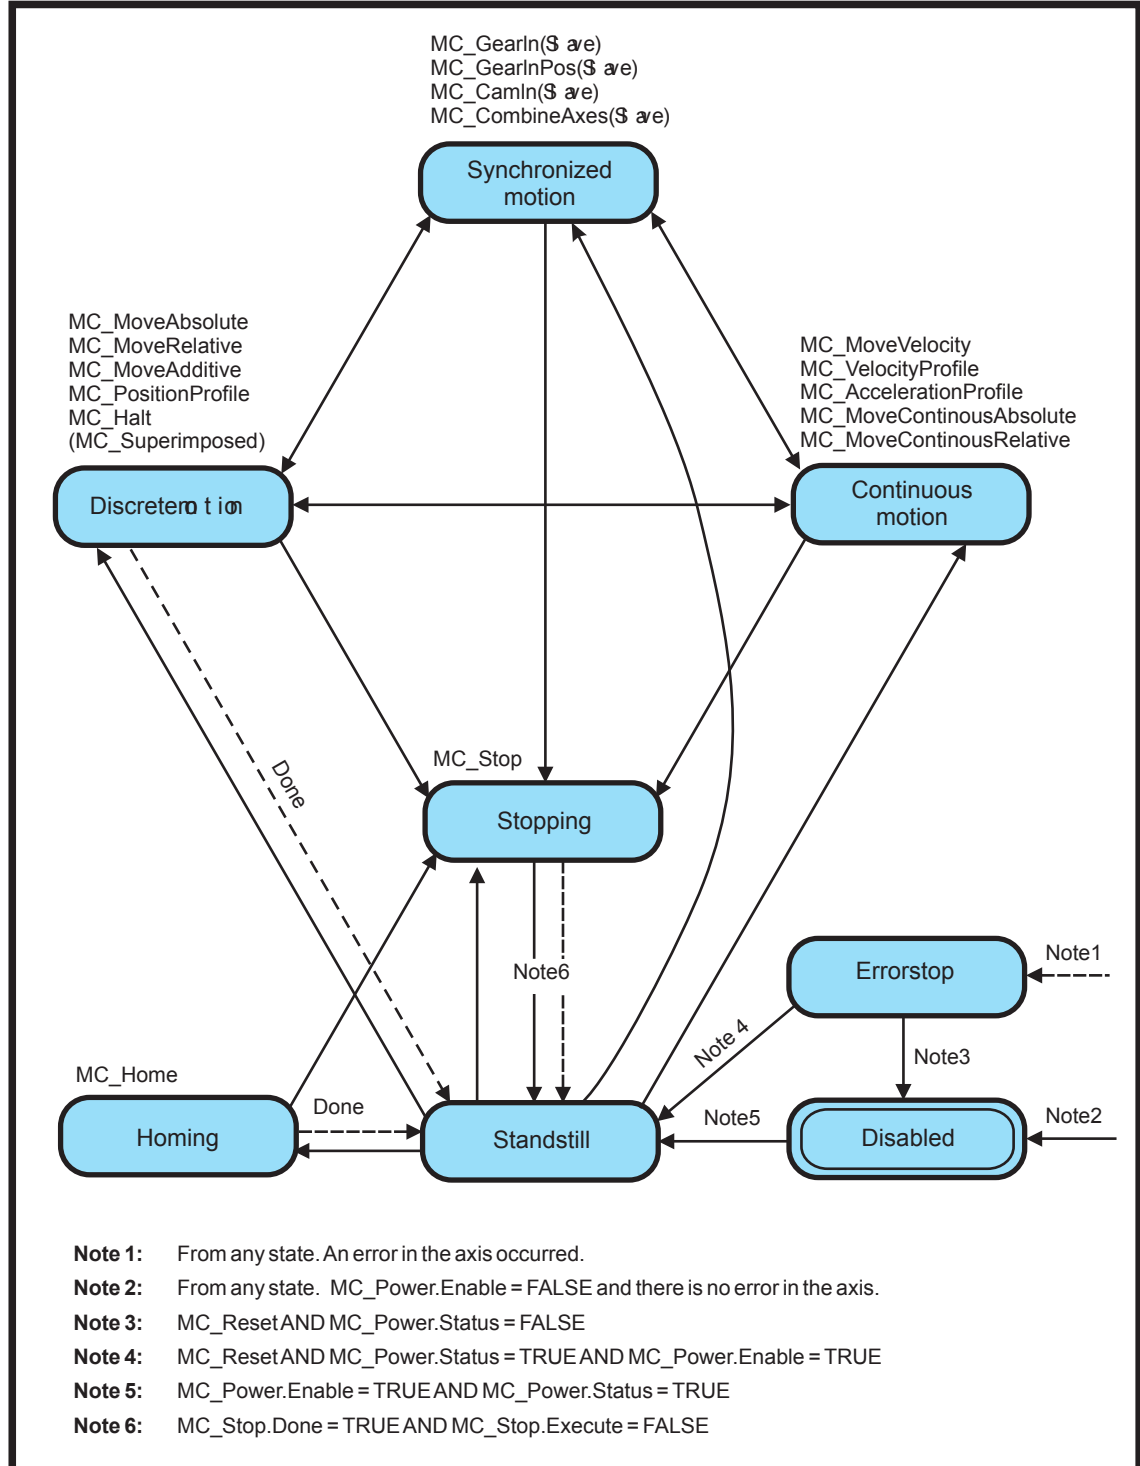 MC_GearIn(Slave)
MC_GearInPos(Slave)
MC_CamIn(Slave)
MC_CombineAxes(Slave)
Synchronized
motion
MC_MoveAbsolute
MC_MoveRelative
MC_MoveAdditive
MC_PositionProfile
MC_Halt
(MC_Superimposed)
MC_MoveVelocity
MC_VelocityProfile
MC_AccelerationProfile
MC_MoveContinousAbsolute
MC_MoveContinousRelative
Discrete motion
Continuous
motion
Done
MC_Stop
Stopping
Note6
Errorstop
Note1
Note 4
Note3
MC_Home
Homing
Done
Standstill
Note5
Disabled
Note2
Note 1: From any state. An error in the axis occurred.
Note 2: From any state. MC_Power.Enable = FALSE and there is no error in the axis.
Note 3: MC_Reset AND MC_Power.Status = FALSE
Note 4: MC_Reset AND MC_Power.Status = TRUE AND MC_Power.Enable = TRUE
Note 5: MC_Power.Enable = TRUE AND MC_Power.Status = TRUE
Note 6: MC_Stop.Done = TRUE AND MC_Stop.Execute = FALSE